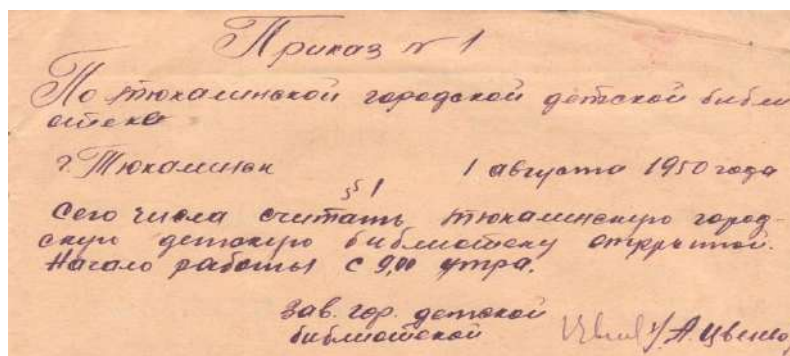 Приказ № 1
По тюкалинской городской детской библи
отеке
г. Тюкалинск 1 августа 1950 года
§ 1
Сего числа считать тюкалинскую город-
скую детскую библиотеку открытой.
Начало работы с 9,00 утра.
Зав. гор. детской
библиотекой